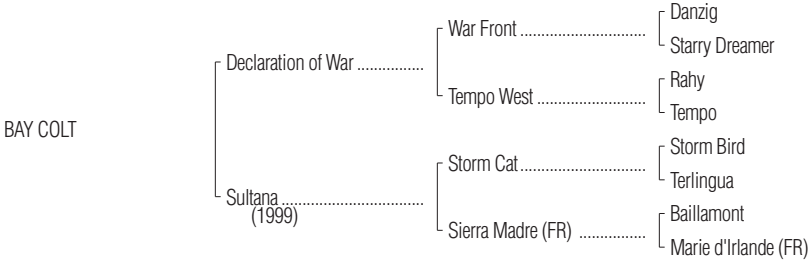 Danzig
War Front ..............................
Starry Dreamer
Declaration of War ................
Rahy
Tempo West ..........................
Tempo
BAY COLT
Storm Bird
Storm Cat ..............................
Terlingua
Sultana ..................................
(1999)
Baillamont
Sierra Madre (FR) ................
Marie d'Irlande (FR)